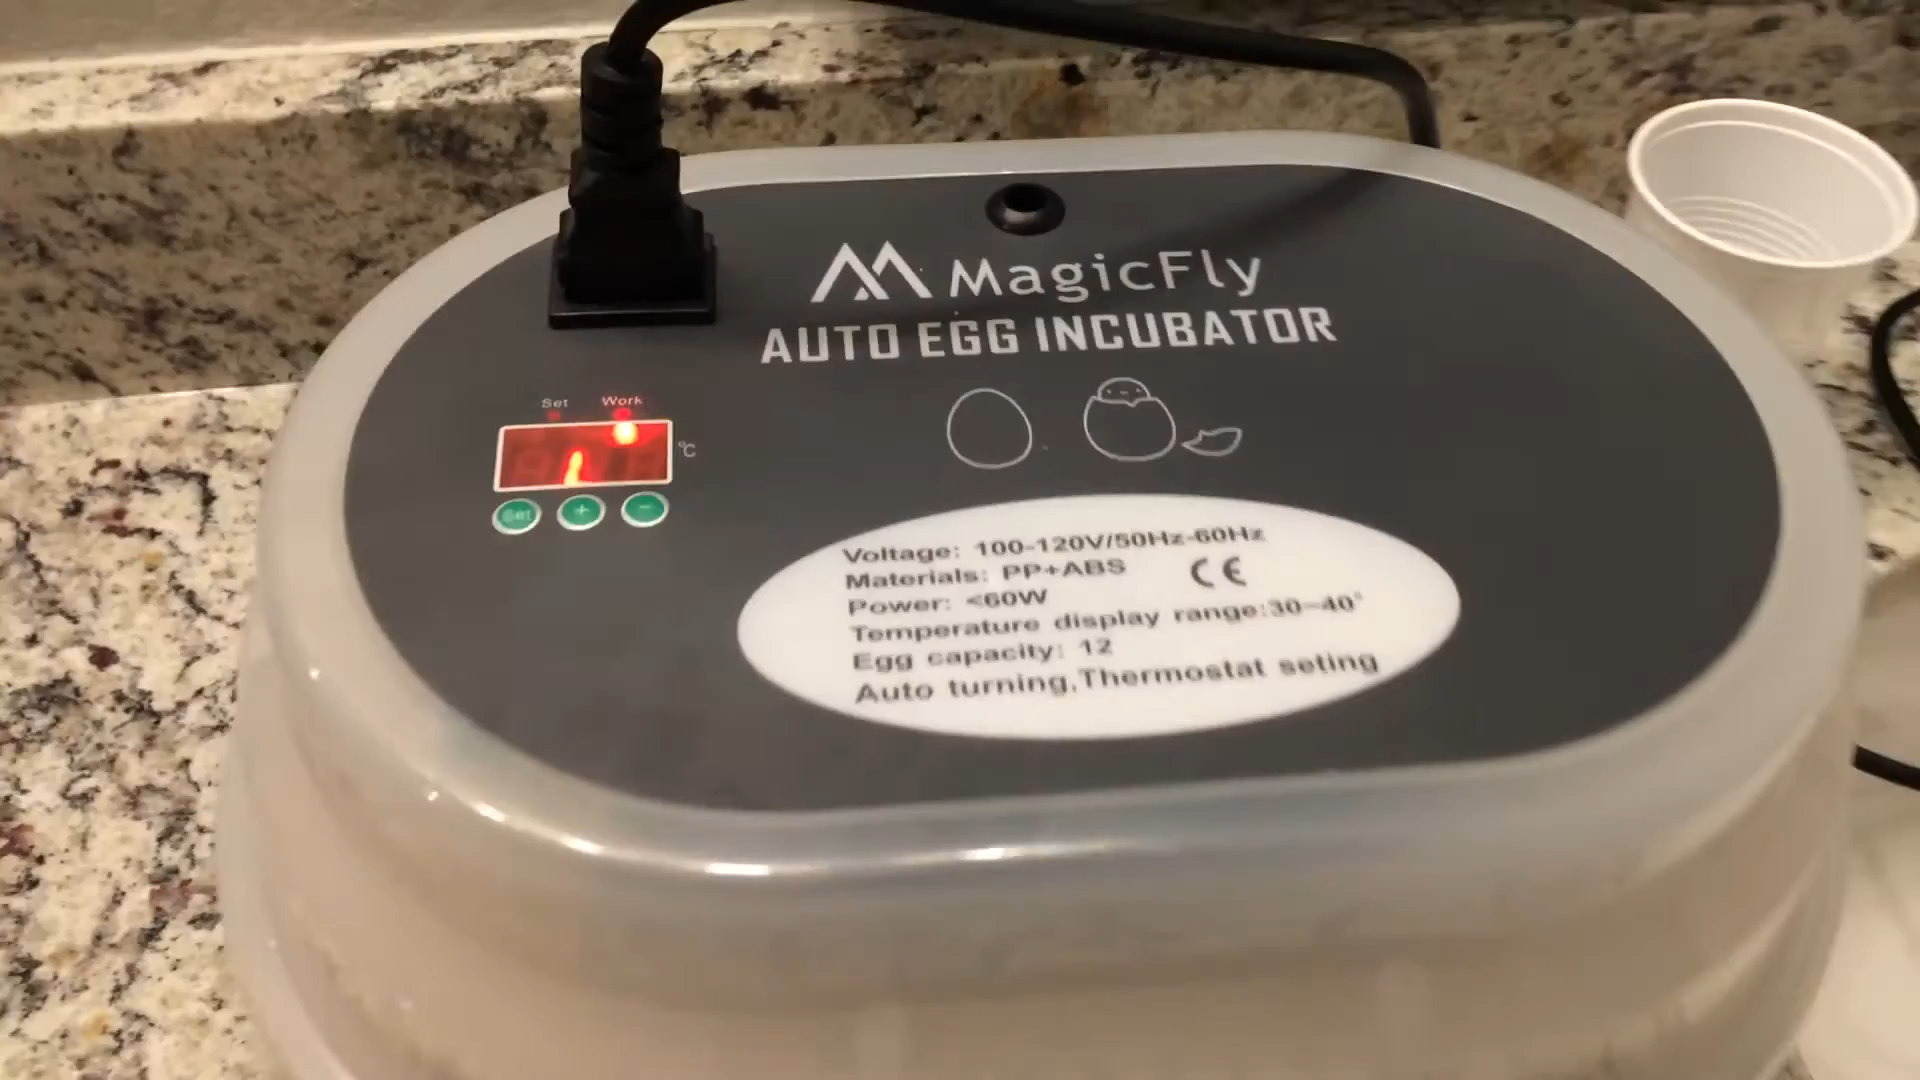 MagicFly
AUTO EGG INCUBATOR
Set Work
°C
Set + -
Voltage: 100-120V/50Hz-60Hz
Materials: PP+ABS CE
Power: <60W
Temperature display range:30-40°
Egg capacity: 12
Auto turning,Thermostat seting